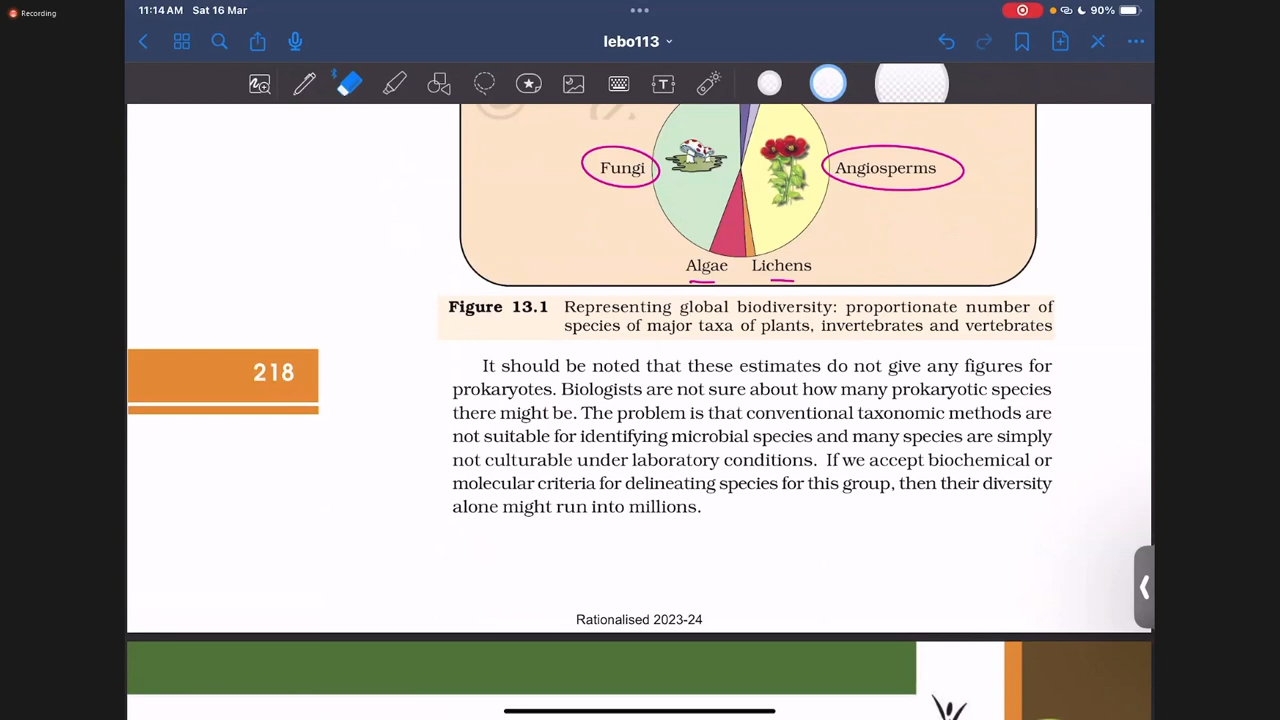 Recording
11:14 AM Sat 16 Mar
90%
lebo113
T
Fungi
Angiosperms
Algae
Lichens
Figure 13.1 Representing global biodiversity: proportionate number of
species of major taxa of plants, invertebrates and vertebrates
218
It should be noted that these estimates do not give any figures for
prokaryotes. Biologists are not sure about how many prokaryotic species
there might be. The problem is that conventional taxonomic methods are
not suitable for identifying microbial species and many species are simply
not culturable under laboratory conditions. If we accept biochemical or
molecular criteria for delineating species for this group, then their diversity
alone might run into millions.
Rationalised 2023-24